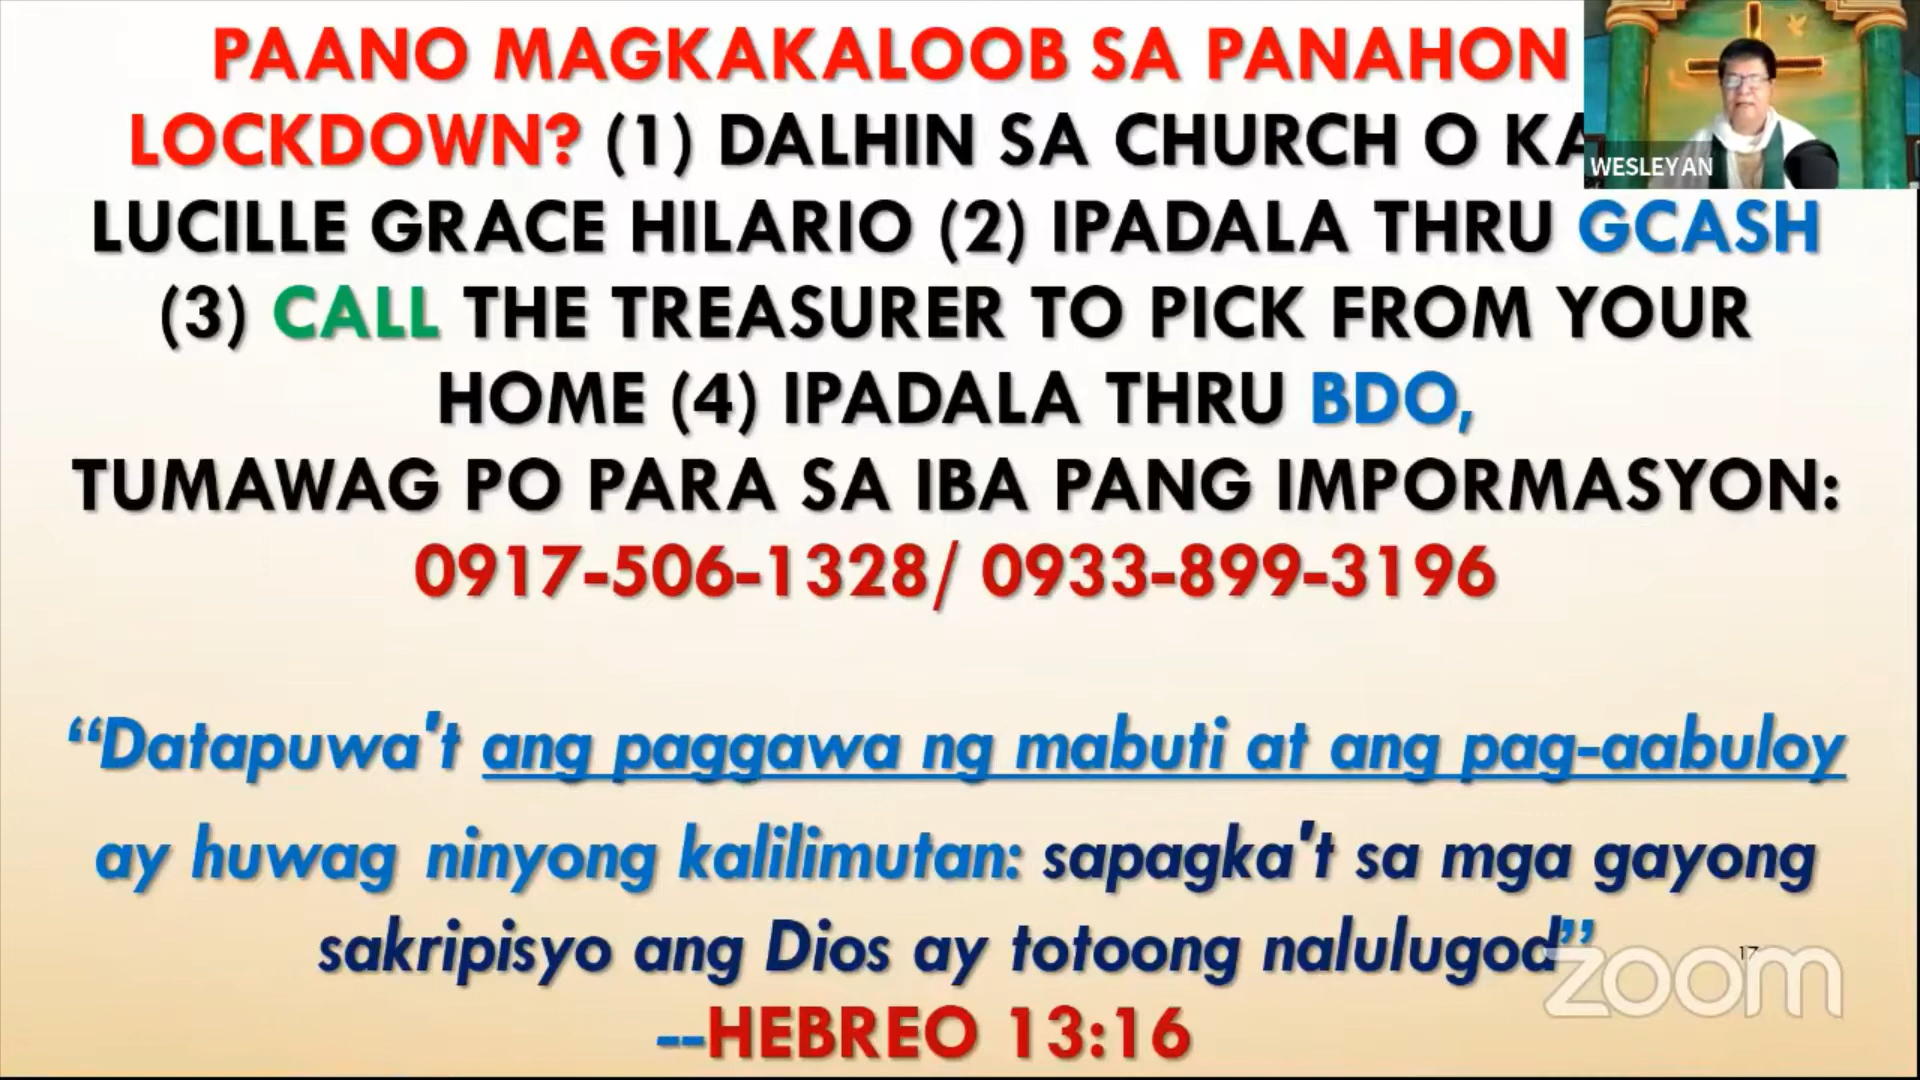 PAANO MAGKAKALOOB SA PANAHON
LOCKDOWN? (1) DALHIN SA CHURCH O
LUCILLE GRACE HILARIO (2) IPADALA THRU GCASH
(3) CALL THE TREASURER TO PICK FROM YOUR
HOME (4) IPADALA THRU BDO,
TUMAWAG PO PARA SA IBA PANG IMPORMASYON:
0917-506-1328/ 0933-899-3196
“Datapuwa't ang paggawa ng mabuti at ang pag-aabuloy
ay huwag ninyong kalilimutan: sapagka't sa mga gayong
sakripisyo ang Dios ay totoong nalulugod”
--HEBREO 13:16
WESLEYAN
17
zoom